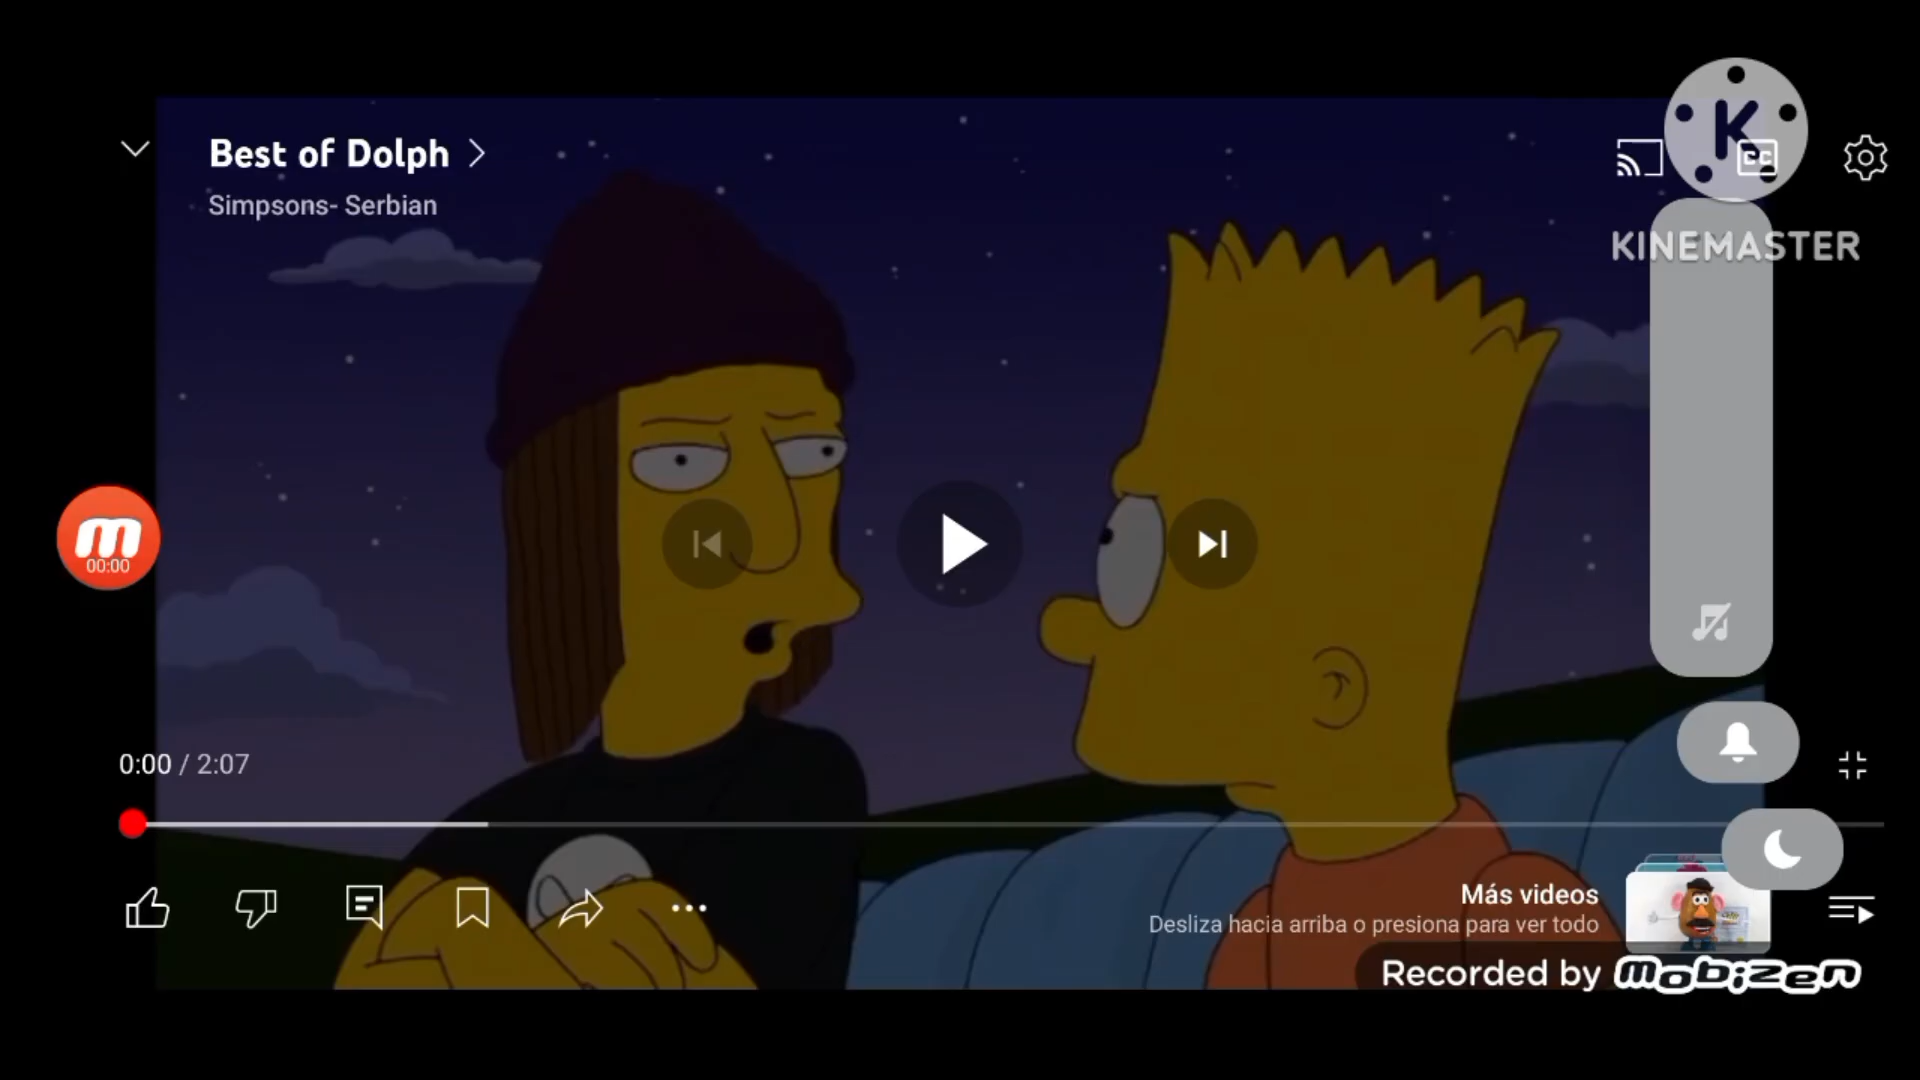 Best of Dolph
Simpsons- Serbian
K
CC
KINEMASTER
m
00:00
0:00 / 2:07
Más videos
Desliza hacia arriba o presiona para ver todo
Recorded by mobizen